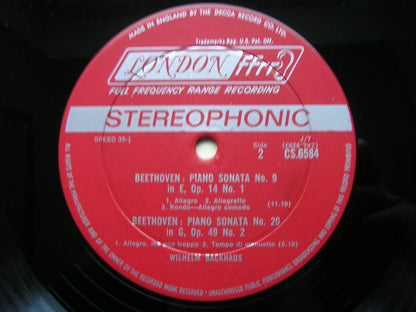 MADE IN ENGLAND BY THE DECCA RECORD CO. LTD.
Trademarks Reg. U.S. Pat. Off.
LONDON ffrr
FULL FREQUENCY RANGE RECORDING
STEREOPHONIC
SPEED 33⅓
J/T
Side
2
CS.6584
BEETHOVEN: PIANO SONATA No. 9
in E, Op. 14 No. 1
1. Allegro 2. Allegretto
3. Rondo—Allegro comodo (11.10)
BEETHOVEN: PIANO SONATA No. 20
in G, Op. 49 No. 2
1. Allegro, ma non troppo 2. Tempo di menuetto (6.10)
WILHELM BACKHAUS
ALL RIGHTS OF THE MANUFACTURER AND OF THE OWNER OF THE RECORDED WORK RESERVED · UNAUTHORISED PUBLIC PERFORMANCE BROADCASTING AND COPYING OF THIS RECORD PROHIBITED